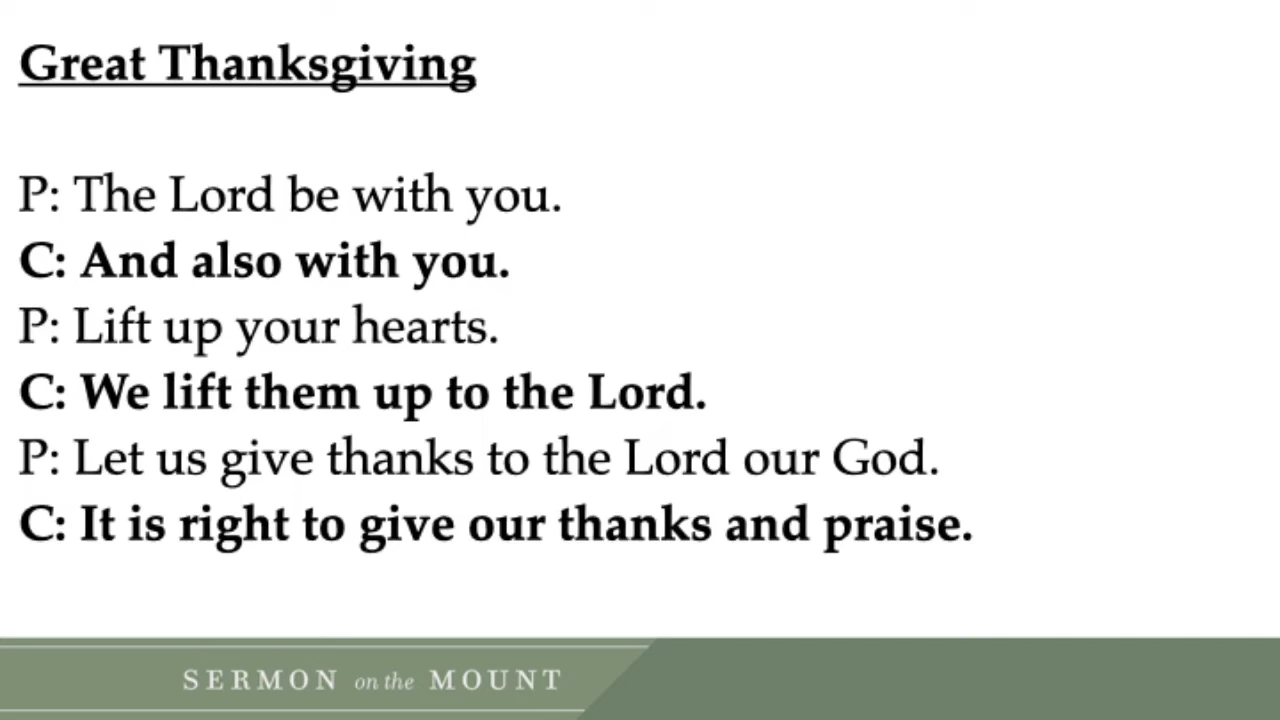 Great Thanksgiving
P: The Lord be with you.
C: And also with you.
P: Lift up your hearts.
C: We lift them up to the Lord.
P: Let us give thanks to the Lord our God.
C: It is right to give our thanks and praise.
SERMON on the MOUNT